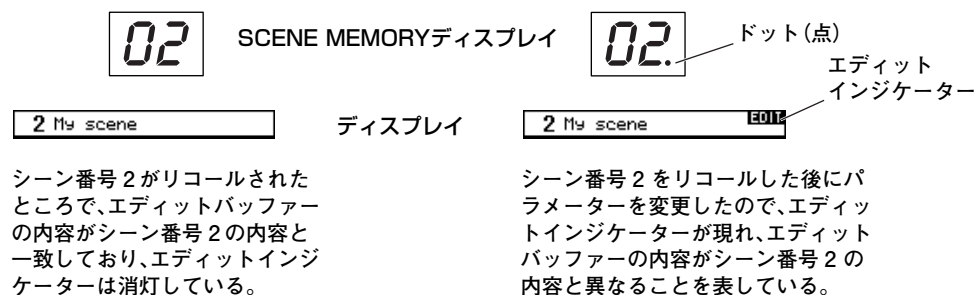 02 SCENE MEMORYディスプレイ 02. ドット(点)
エディット
インジケーター
2 My scene ディスプレイ 2 My scene EDIT
シーン番号2がリコールされた
ところで、エディットバッファー
の内容がシーン番号2の内容と
一致しており、エディットインジ
ケーターは消灯している。
シーン番号2をリコールした後にパ
ラメーターを変更したので、エディッ
トインジケーターが現れ、エディット
バッファーの内容がシーン番号2の
内容と異なることを表している。